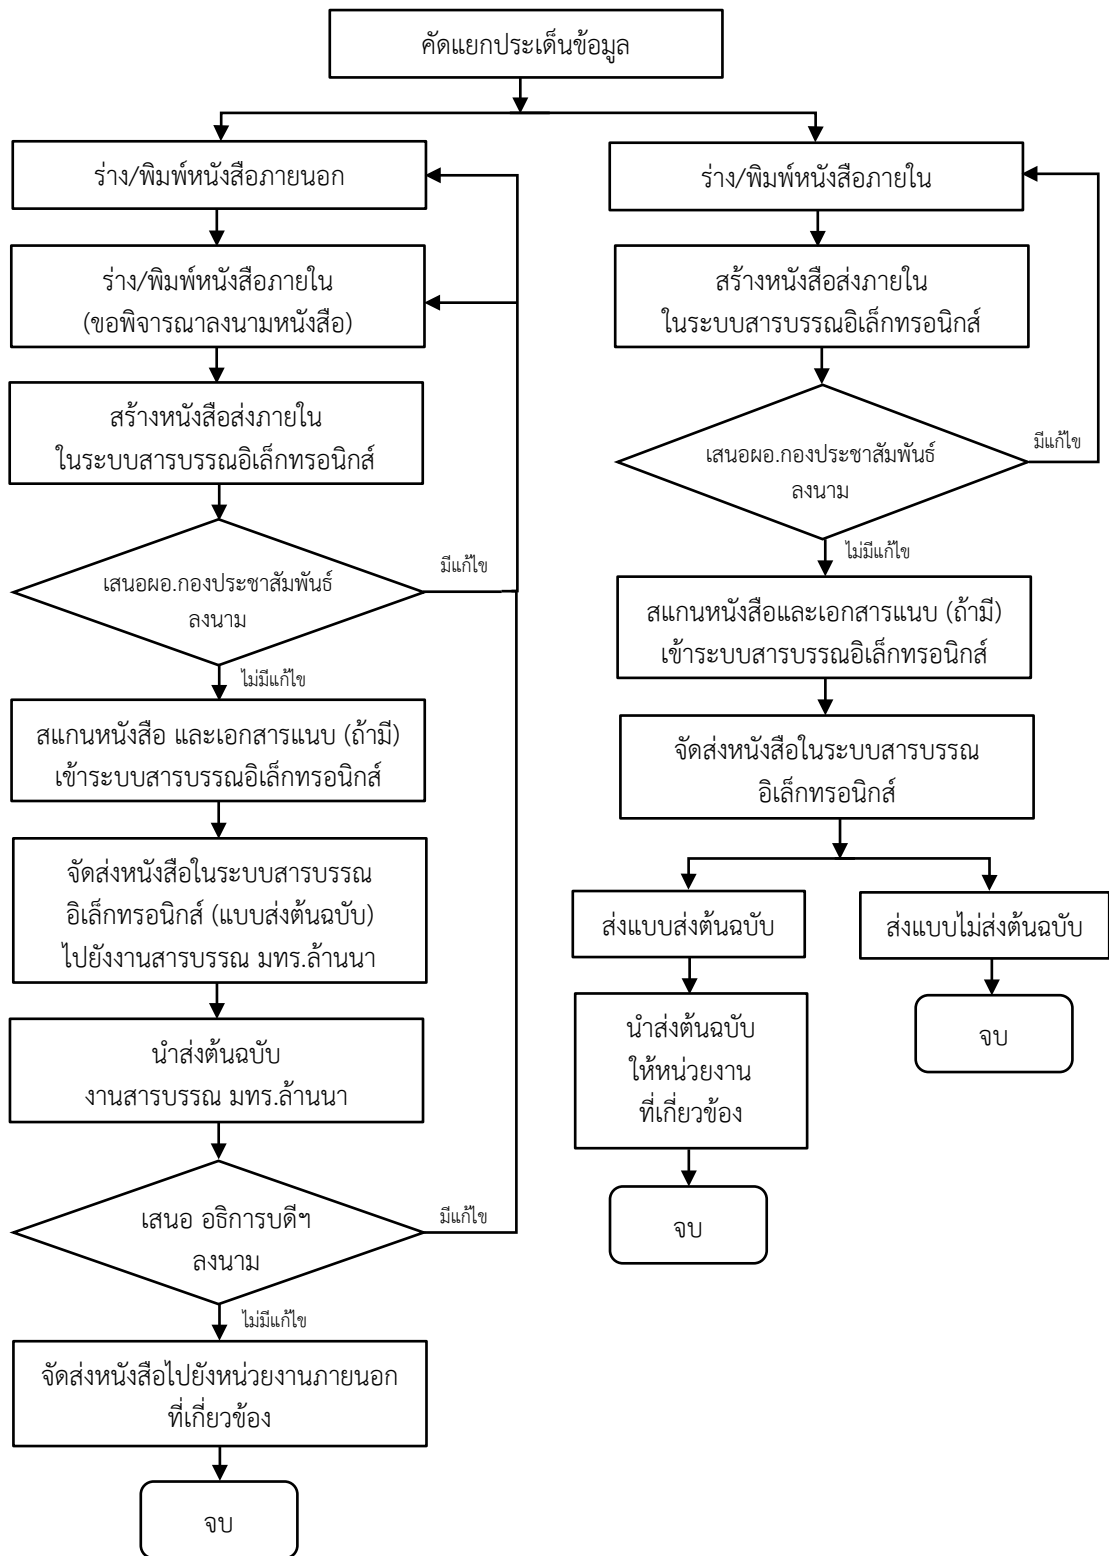 คัดแยกประเด็นข้อมูล
ร่าง/พิมพ์หนังสือภายนอก
ร่าง/พิมพ์หนังสือภายใน
(ขอพิจารณาลงนามหนังสือ)
สร้างหนังสือส่งภายใน
ในระบบสารบรรณอิเล็กทรอนิกส์
เสนอผอ.กองประชาสัมพันธ์
ลงนาม
มีแก้ไข
ไม่มีแก้ไข
สแกนหนังสือ และเอกสารแนบ (ถ้ามี)
เข้าระบบสารบรรณอิเล็กทรอนิกส์
จัดส่งหนังสือในระบบสารบรรณ
อิเล็กทรอนิกส์ (แบบส่งต้นฉบับ)
ไปยังงานสารบรรณ มทร.ล้านนา
นำส่งต้นฉบับ
งานสารบรรณ มทร.ล้านนา
เสนอ อธิการบดีฯ
ลงนาม
มีแก้ไข
ไม่มีแก้ไข
จัดส่งหนังสือไปยังหน่วยงานภายนอก
ที่เกี่ยวข้อง
จบ
ร่าง/พิมพ์หนังสือภายใน
สร้างหนังสือส่งภายใน
ในระบบสารบรรณอิเล็กทรอนิกส์
เสนอผอ.กองประชาสัมพันธ์
ลงนาม
มีแก้ไข
ไม่มีแก้ไข
สแกนหนังสือและเอกสารแนบ (ถ้ามี)
เข้าระบบสารบรรณอิเล็กทรอนิกส์
จัดส่งหนังสือในระบบสารบรรณ
อิเล็กทรอนิกส์
ส่งแบบส่งต้นฉบับ
นำส่งต้นฉบับ
ให้หน่วยงาน
ที่เกี่ยวข้อง
จบ
ส่งแบบไม่ส่งต้นฉบับ
จบ